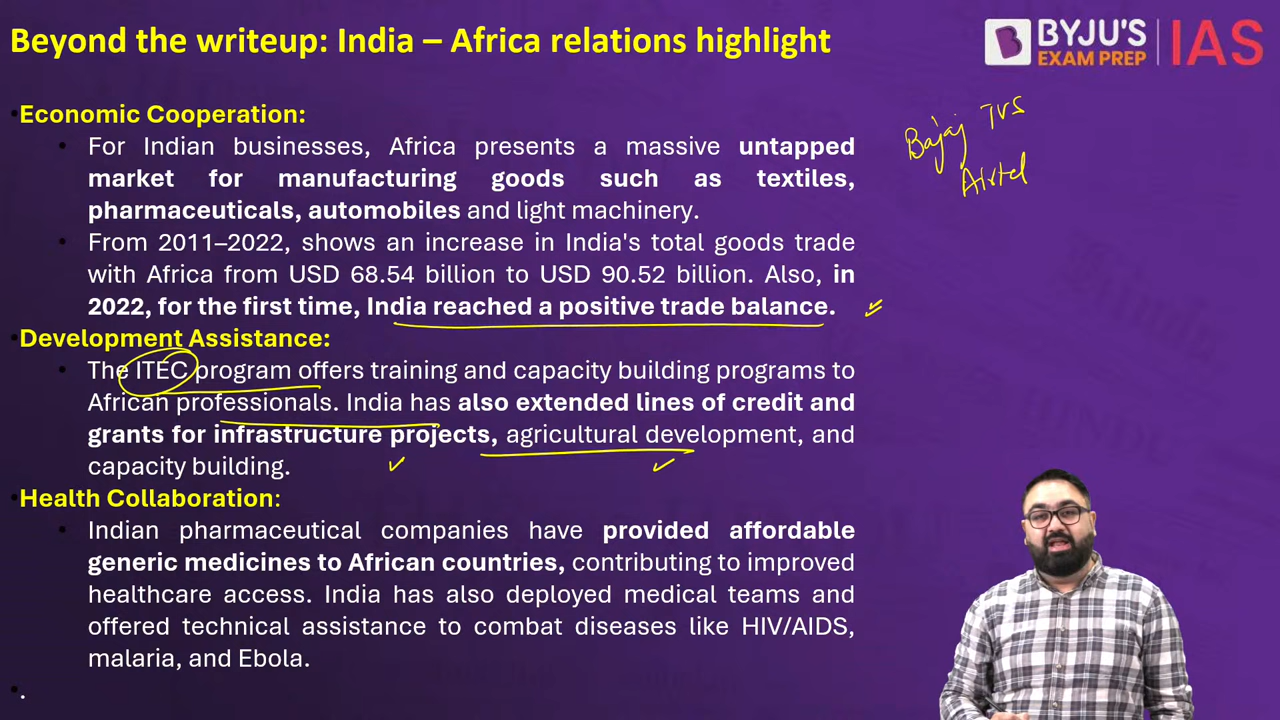 Beyond the writeup: India – Africa relations highlight
BYJU'S
EXAM PREP
IAS
•Economic Cooperation:
• For Indian businesses, Africa presents a massive untapped
market for manufacturing goods such as textiles,
pharmaceuticals, automobiles and light machinery.
• From 2011–2022, shows an increase in India's total goods trade
with Africa from USD 68.54 billion to USD 90.52 billion. Also, in
2022, for the first time, India reached a positive trade balance.
•Development Assistance:
• The ITEC program offers training and capacity building programs to
African professionals. India has also extended lines of credit and
grants for infrastructure projects, agricultural development, and
capacity building.
•Health Collaboration:
• Indian pharmaceutical companies have provided affordable
generic medicines to African countries, contributing to improved
healthcare access. India has also deployed medical teams and
offered technical assistance to combat diseases like HIV/AIDS,
malaria, and Ebola.
•.
Bajaj TVS
Airtel